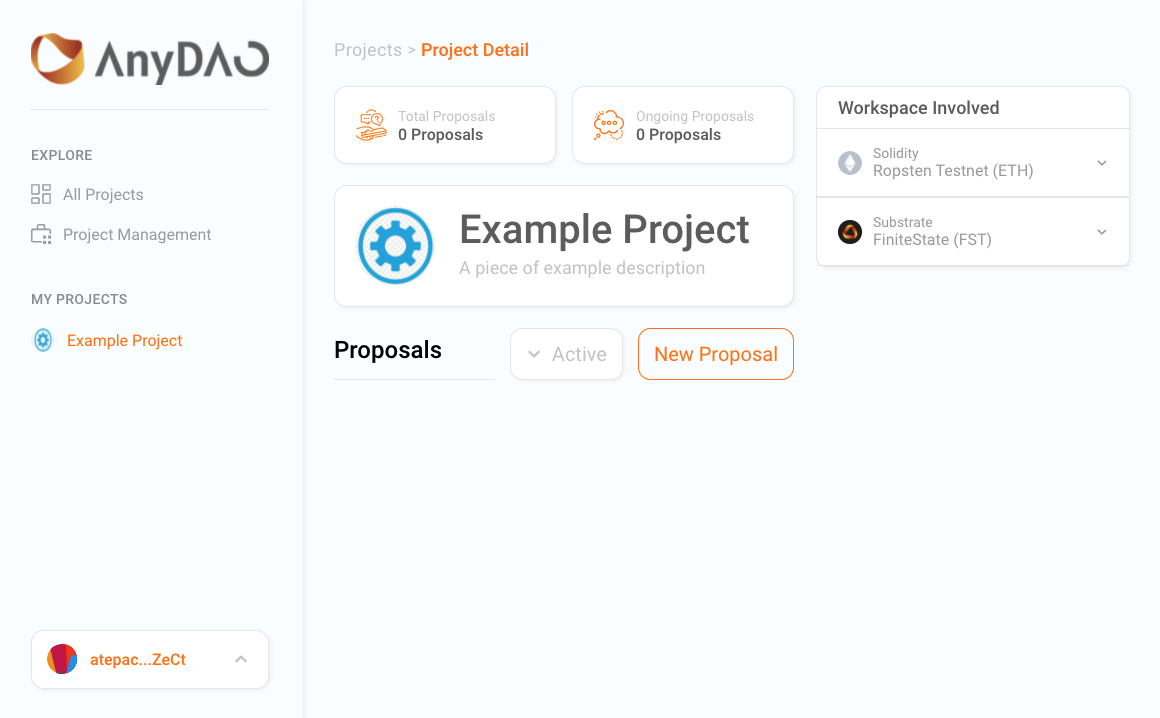 AnyDAO
EXPLORE
All Projects
Project Management
MY PROJECTS
Example Project
atepac...ZeCt
Projects > Project Detail
Total Proposals
0 Proposals
Ongoing Proposals
0 Proposals
Example Project
A piece of example description
Proposals
Active
New Proposal
Workspace Involved
Solidity
Ropsten Testnet (ETH)
Substrate
FiniteState (FST)